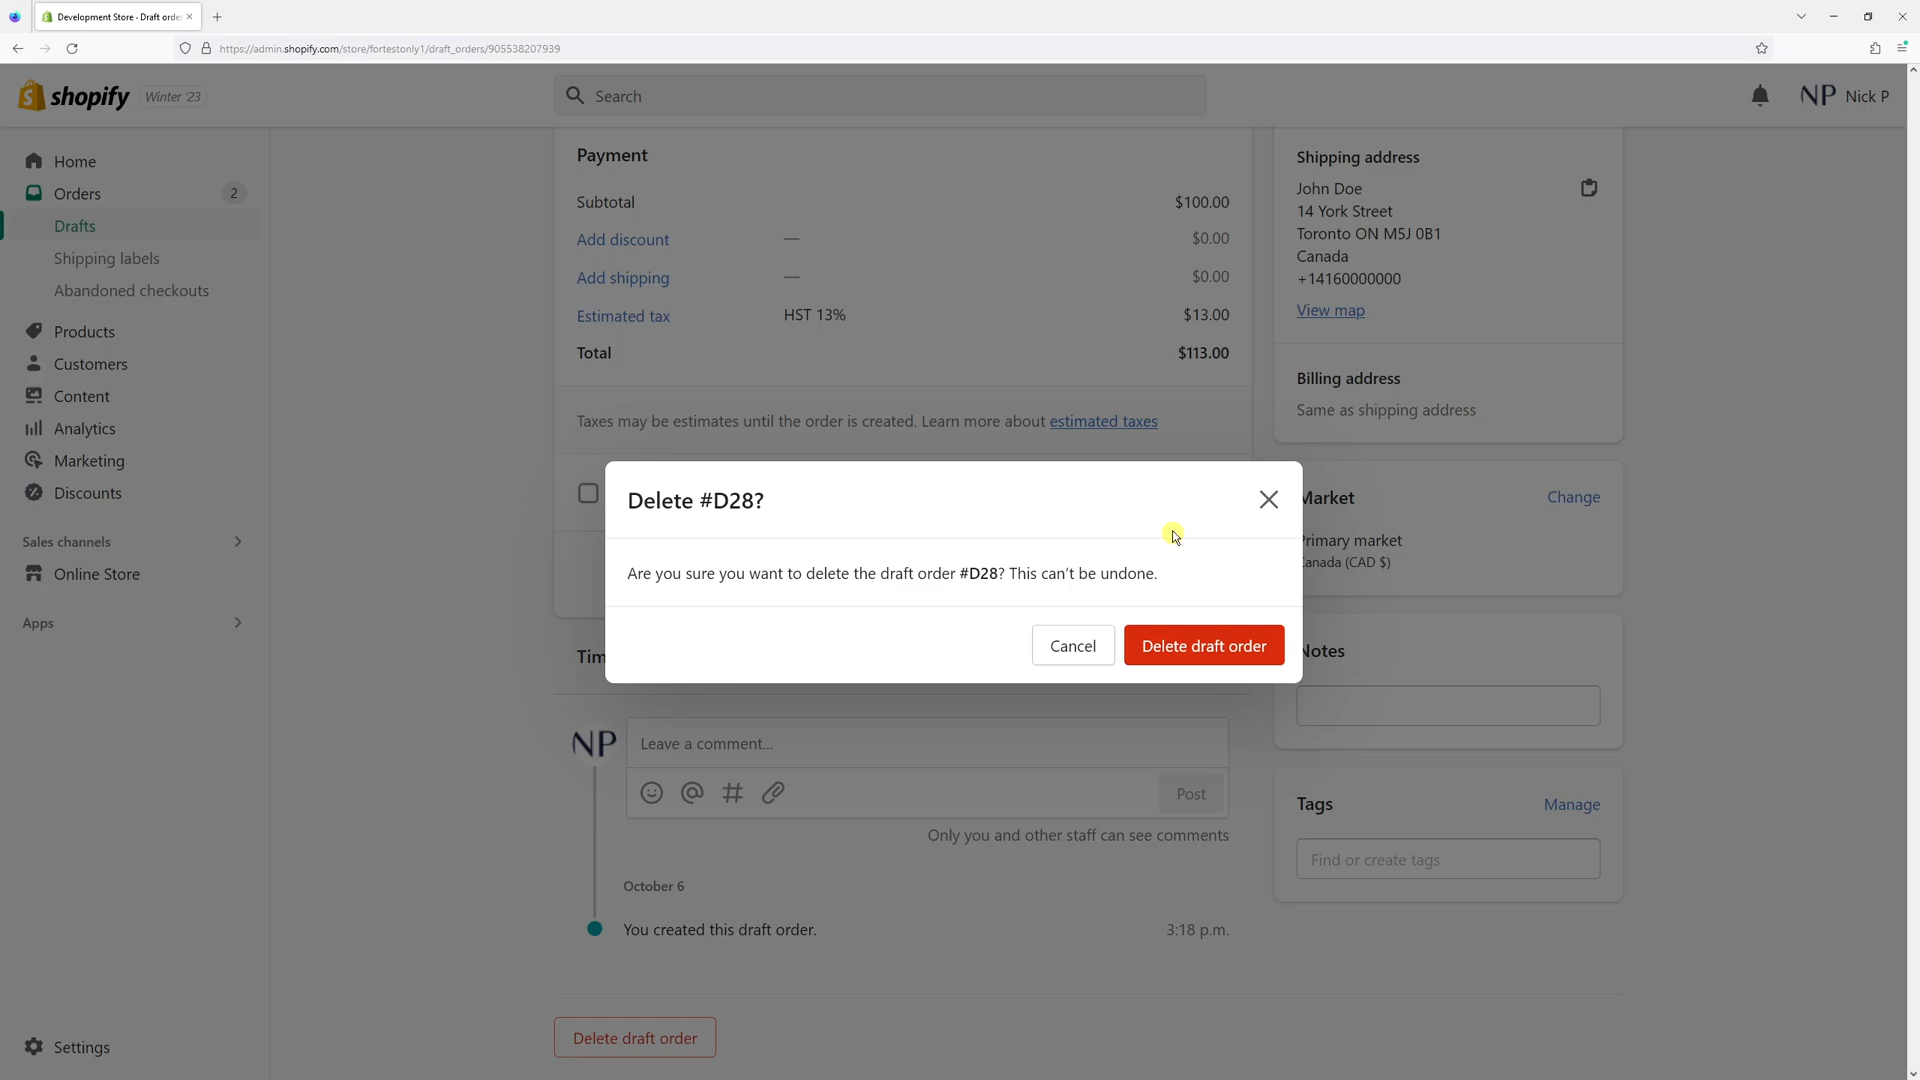 Development Store - Draft orde
https://admin.shopify.com/store/fortestonly1/draft_orders/905538207939
shopify Winter '23
Search
NP Nick P
Home
Orders 2
Drafts
Shipping labels
Abandoned checkouts
Products
Customers
Content
Analytics
Marketing
Discounts
Sales channels
Online Store
Apps
Settings
Payment
Subtotal $100.00
Add discount — $0.00
Add shipping — $0.00
Estimated tax HST 13% $13.00
Total $113.00
Taxes may be estimates until the order is created. Learn more about estimated taxes
Delete #D28?
Are you sure you want to delete the draft order #D28? This can't be undone.
Cancel Delete draft order
Tim
NP Leave a comment...
Post
Only you and other staff can see comments
October 6
You created this draft order. 3:18 p.m.
Delete draft order
Shipping address
John Doe
14 York Street
Toronto ON M5J 0B1
Canada
+14160000000
View map
Billing address
Same as shipping address
Market Change
Primary market
Canada (CAD $)
Notes
Tags Manage
Find or create tags